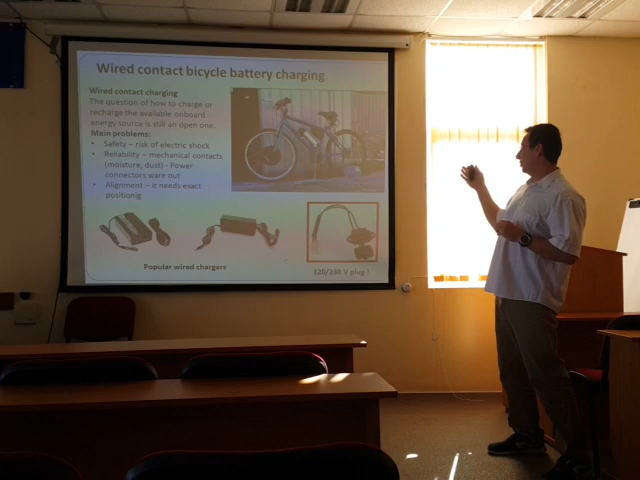 Wired contact bicycle battery charging
Wired contact charging
The question of how to charge or
recharge the available onboard
energy source is still an open one.
Main problems:
• Safety – risk of electric shock
• Reliability – mechanical contacts
(moisture, dust) - Power
connectors ware out
• Alignment – it needs exact
positionig
Popular wired chargers
120/230 V plug !